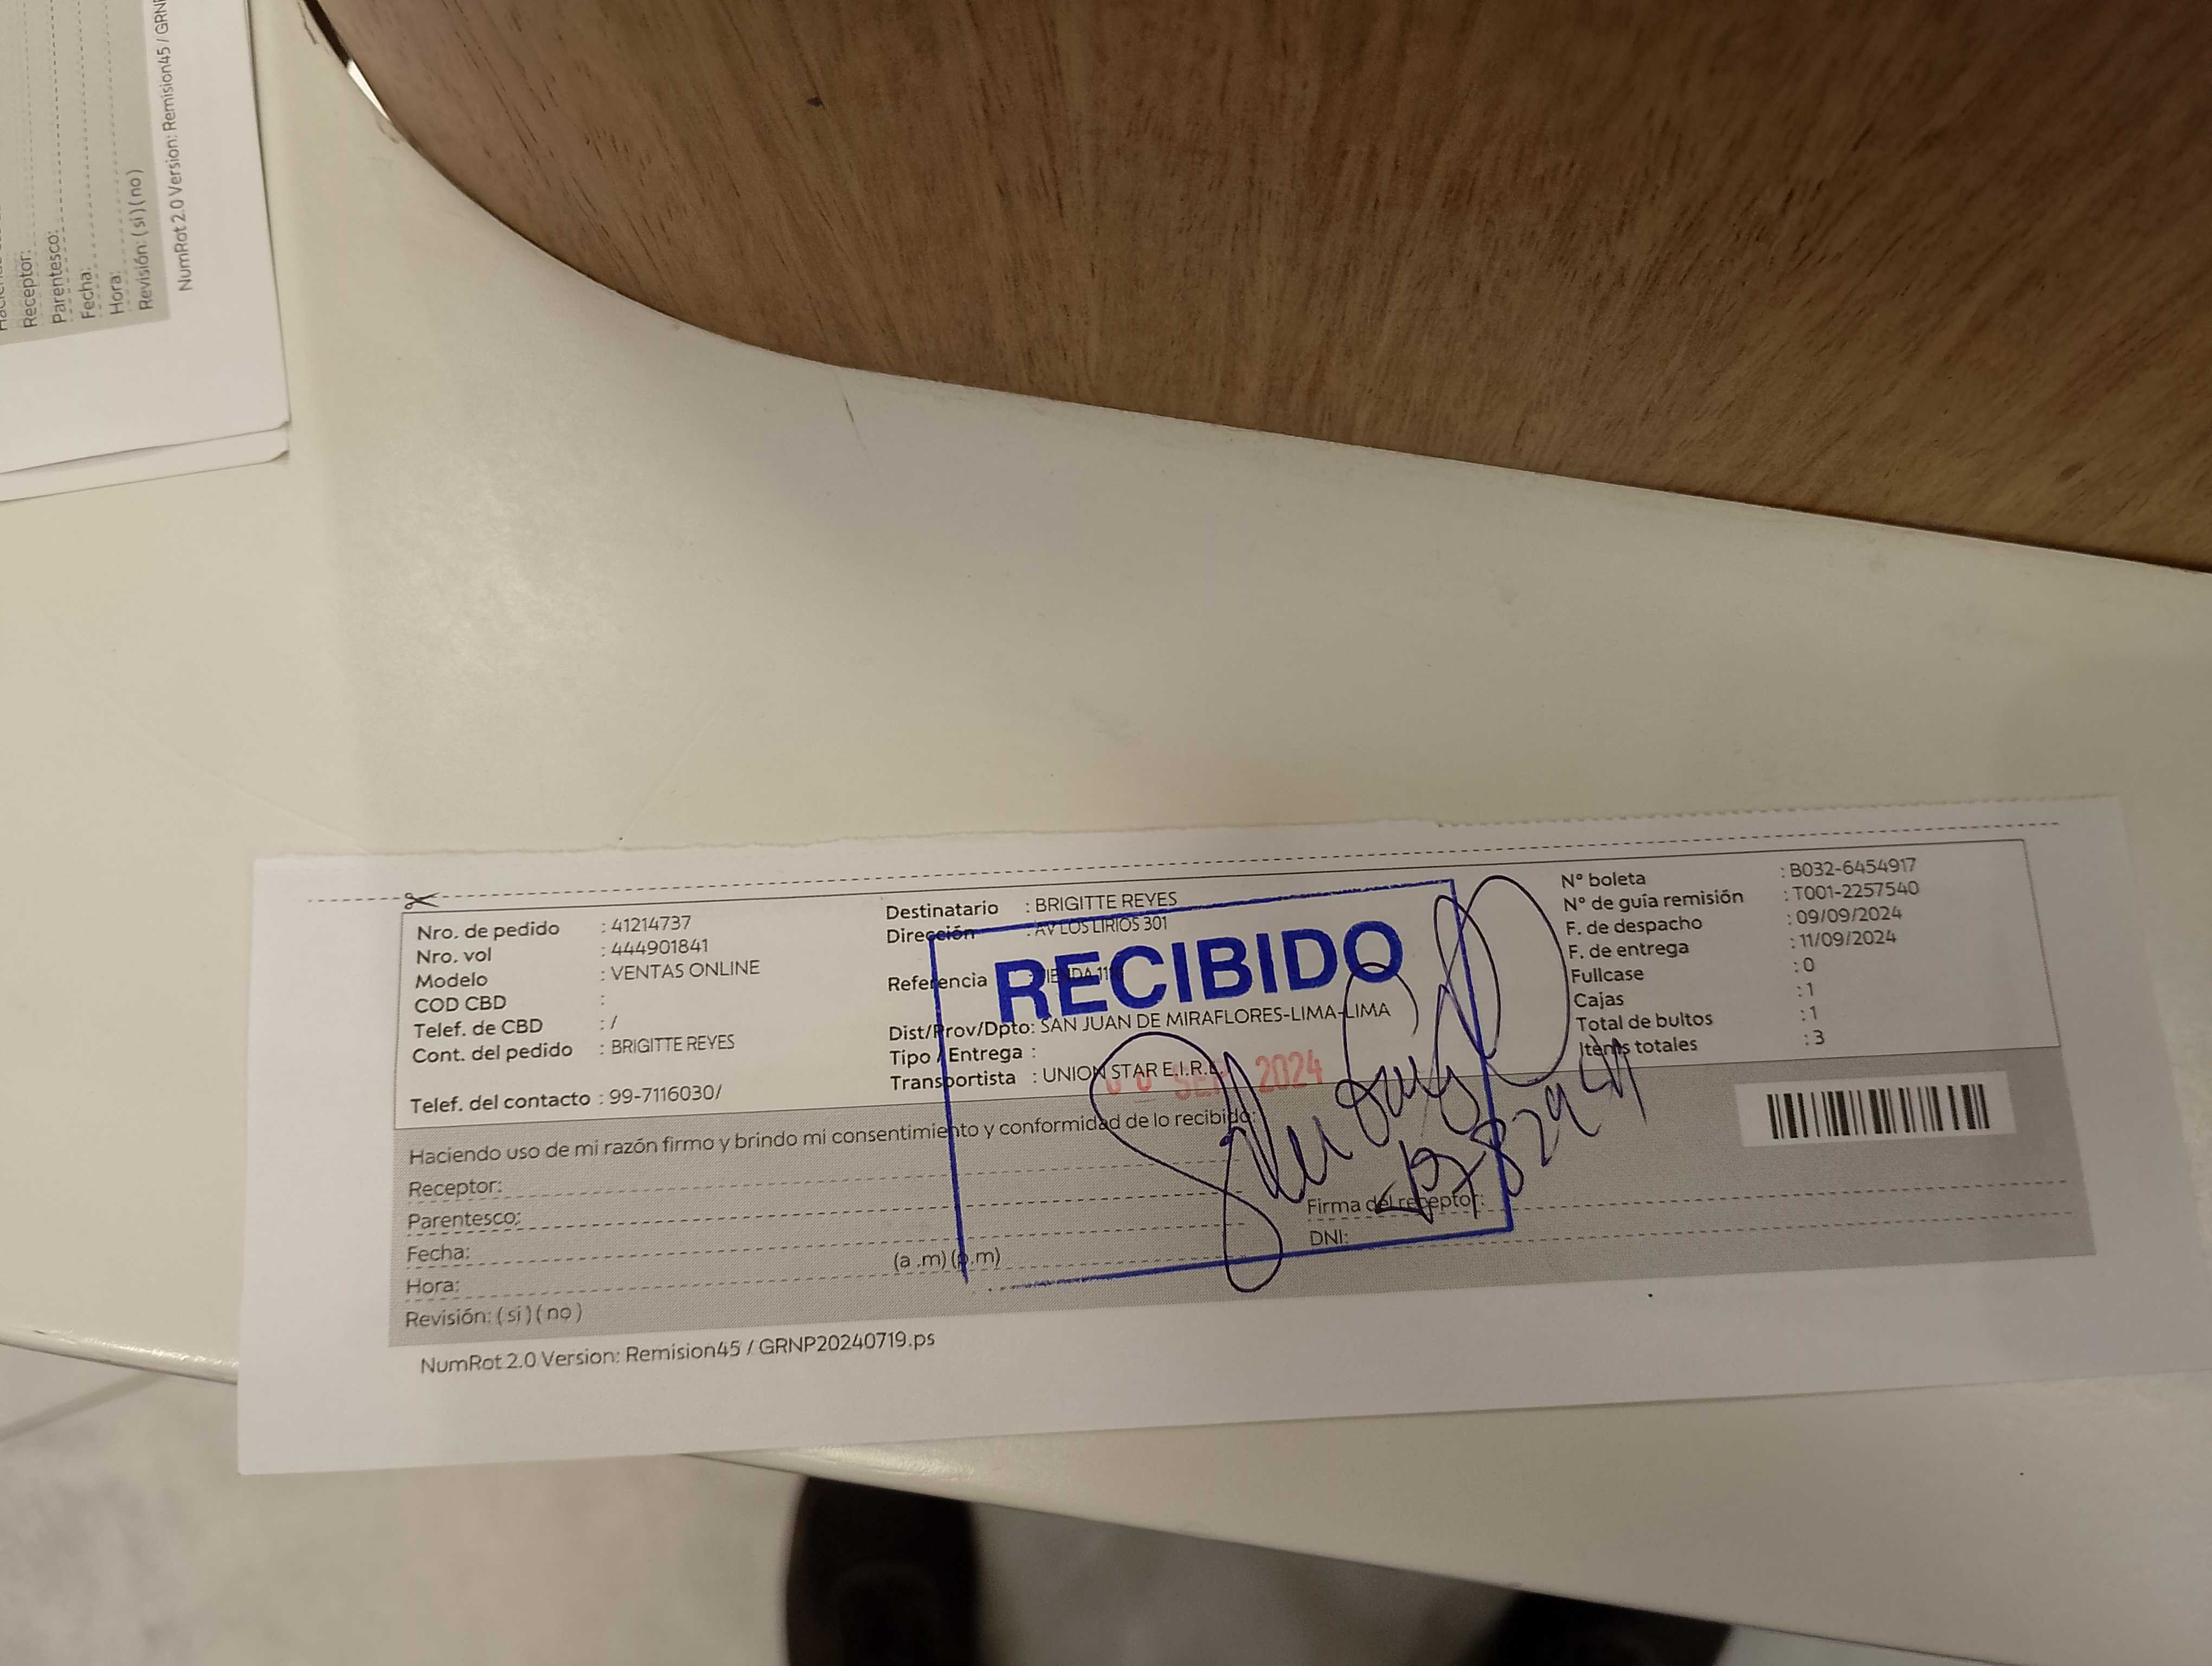 Receptor:
Parentesco:
Fecha:
Hora:
Revisión: ( si ) ( no )
NumRot 2.0 Version: Remision45 / GRNP
Nro. de pedido : 41214737
Nro. vol : 444901841
Modelo : VENTAS ONLINE
COD CBD :
Telef. de CBD : /
Cont. del pedido : BRIGITTE REYES
Telef. del contacto : 99-7116030/
Destinatario : BRIGITTE REYES
Dirección : AV LOS LIRIOS 301
Referencia
Dist/Prov/Dpto: SAN JUAN DE MIRAFLORES-LIMA-LIMA
Tipo / Entrega :
Transportista : UNION STAR E.I.R.L.
N° boleta : B032-6454917
N° de guía remisión : T001-2257540
F. de despacho : 09/09/2024
F. de entrega : 11/09/2024
Fullcase : 0
Cajas : 1
Total de bultos : 1
Items totales : 3
RECIBIDO
2024
Haciendo uso de mi razón firmo y brindo mi consentimiento y conformidad de lo recibido:
Receptor:
Parentesco:
Fecha:
Hora: (a .m) (p.m)
Revisión: ( si ) ( no )
Firma del receptor:
DNI:
NumRot 2.0 Version: Remision45 / GRNP20240719.ps